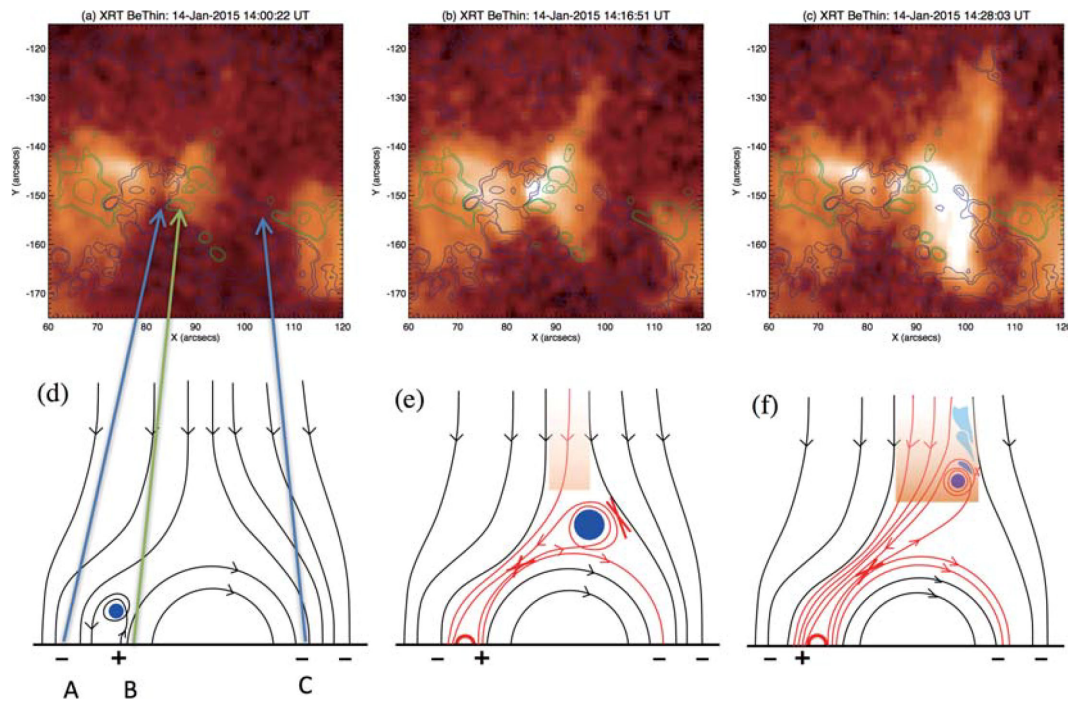 (a) XRT BeThin: 14-Jan-2015 14:00:22 UT
(b) XRT BeThin: 14-Jan-2015 14:16:51 UT
(c) XRT BeThin: 14-Jan-2015 14:28:03 UT
-120
-130
-140
-150
-160
-170
Y (arcsecs)
60 70 80 90 100 110 120
X (arcsecs)
-120
-130
-140
-150
-160
-170
Y (arcsecs)
60 70 80 90 100 110 120
X (arcsecs)
-120
-130
-140
-150
-160
-170
Y (arcsecs)
60 70 80 90 100 110 120
X (arcsecs)
(d)
(e)
(f)
− + − −
− + − −
− + − −
A B C